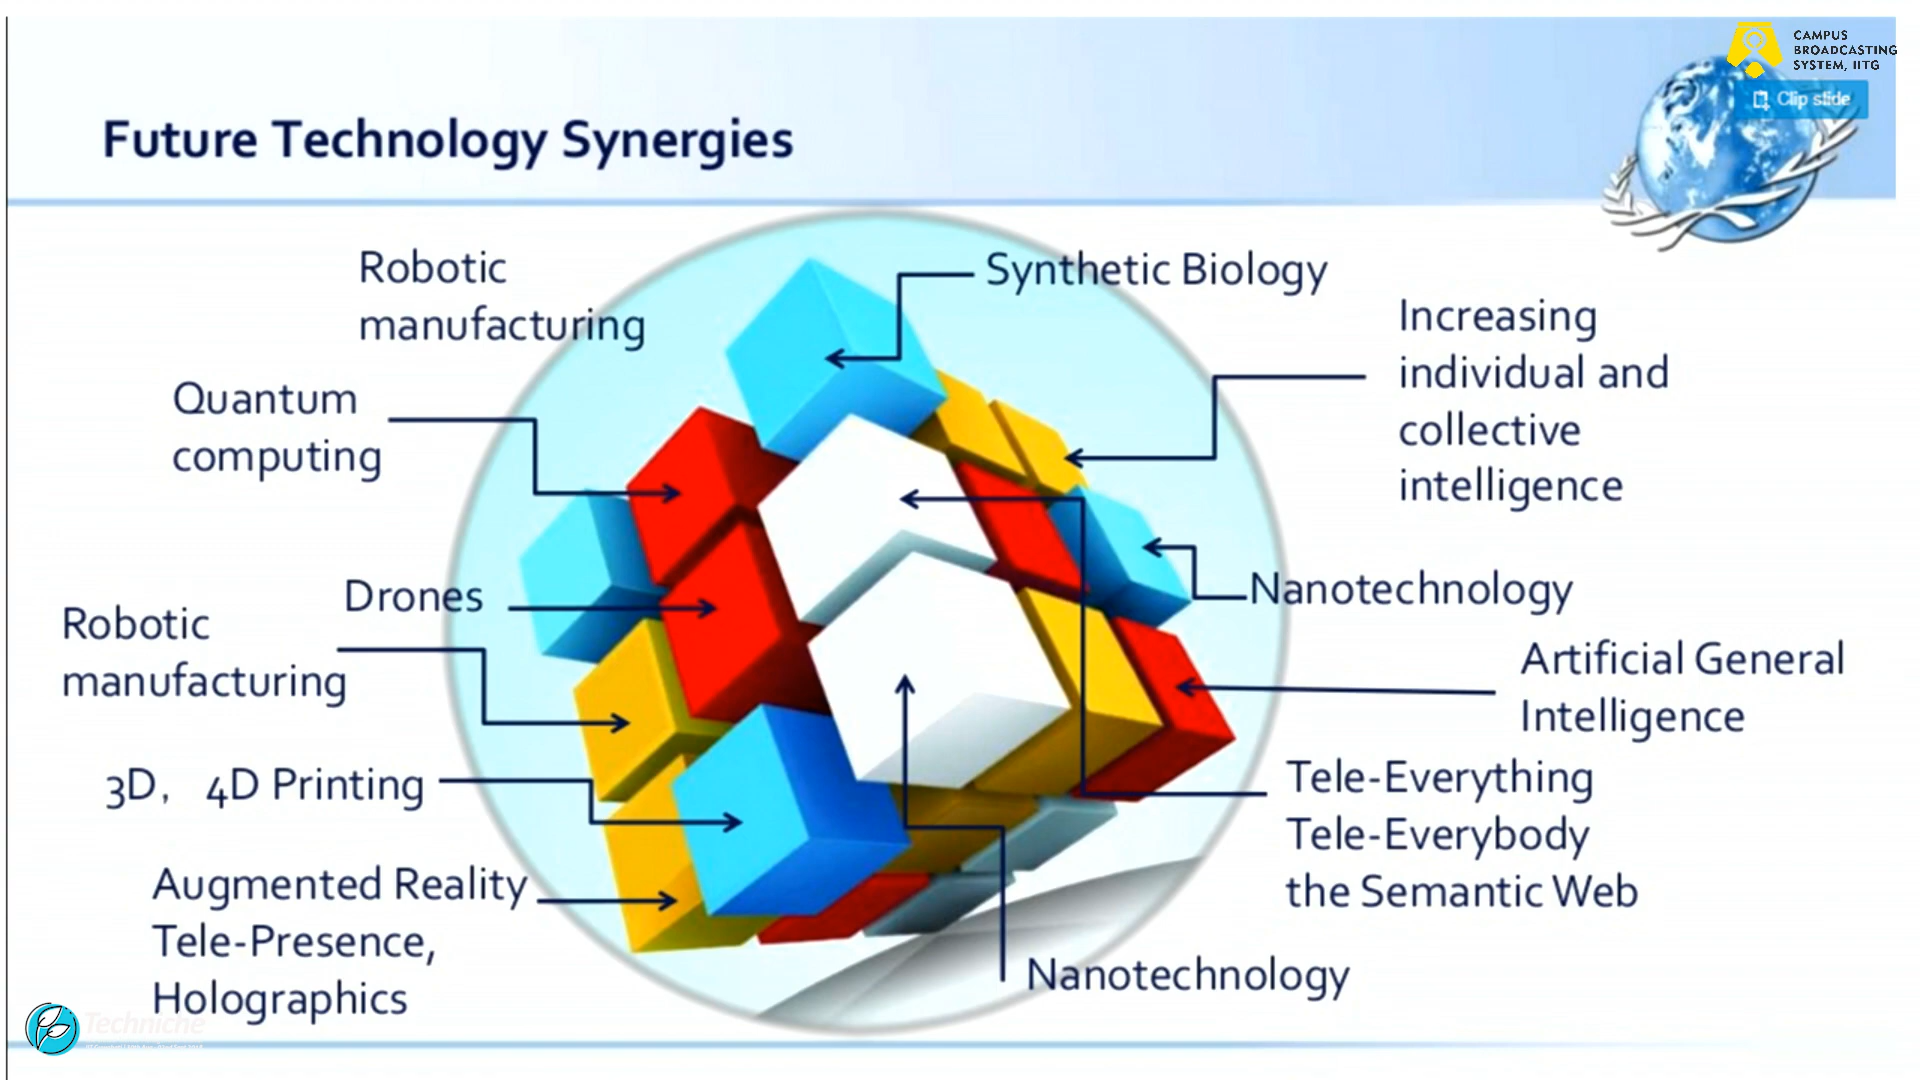 CAMPUS
BROADCASTING
SYSTEM, IITG
Clip slide
Future Technology Synergies
Robotic
manufacturing
Synthetic Biology
Increasing
individual and
collective
intelligence
Quantum
computing
Drones
Nanotechnology
Robotic
manufacturing
Artificial General
Intelligence
3D, 4D Printing
Tele-Everything
Tele-Everybody
the Semantic Web
Augmented Reality
Tele-Presence,
Holographics
Nanotechnology
Techniche